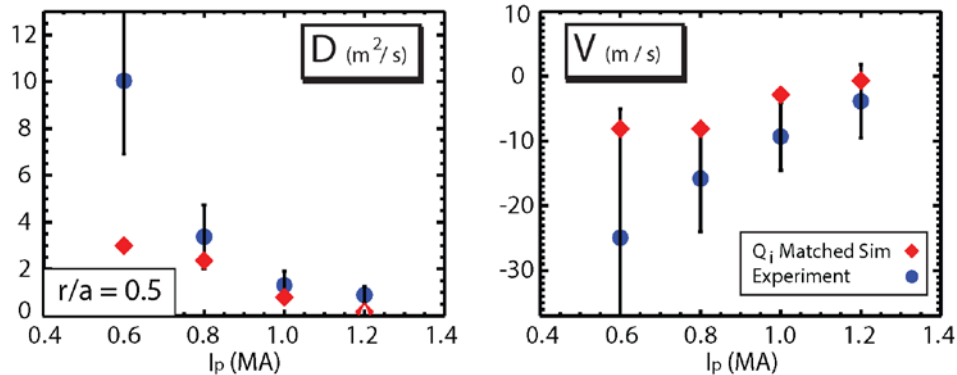 12
10
8
6
4
2
0
D (m²/ s)
r/a = 0.5
0.4 0.6 0.8 1.0 1.2 1.4
Iₚ (MA)
10
0
-10
-20
-30
V (m / s)
Qᵢ Matched Sim
Experiment
0.4 0.6 0.8 1.0 1.2 1.4
Iₚ (MA)